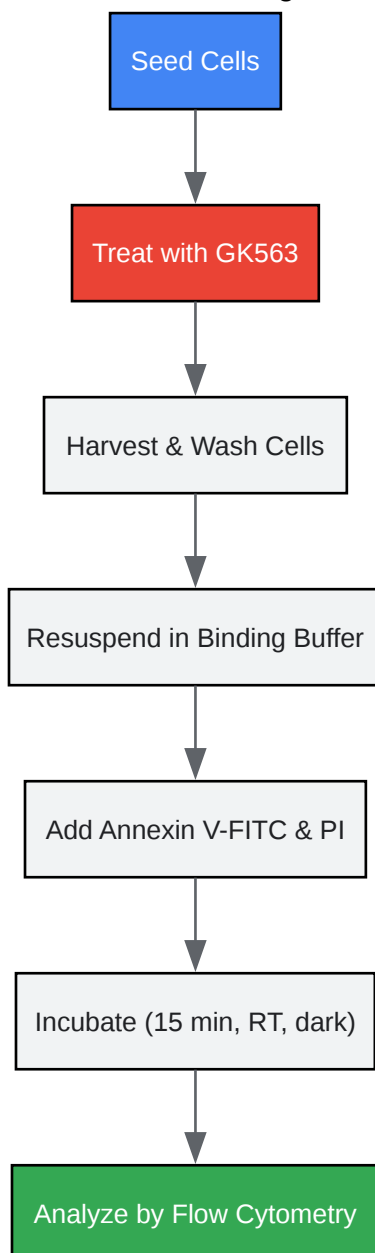 Seed Cells
Treat with GK563
Harvest & Wash Cells
Resuspend in Binding Buffer
Add Annexin V-FITC & PI
Incubate (15 min, RT, dark)
Analyze by Flow Cytometry